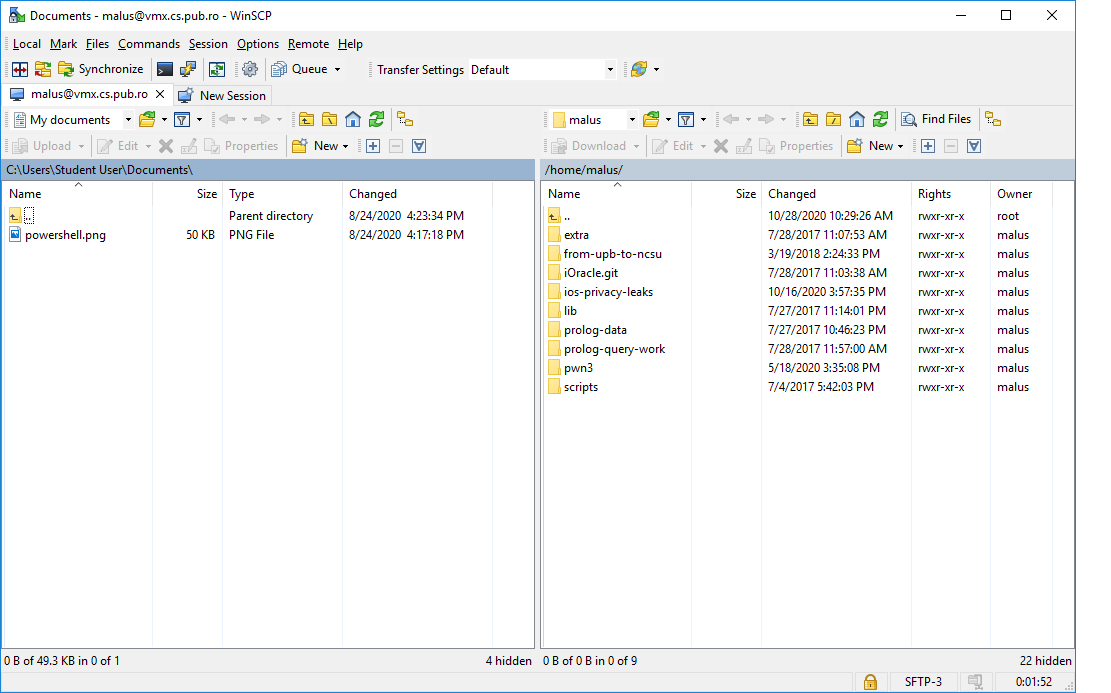 Documents - malus@vmx.cs.pub.ro - WinSCP
Local Mark Files Commands Session Options Remote Help
Synchronize Queue Transfer Settings Default
malus@vmx.cs.pub.ro New Session
My documents malus Find Files
Upload Edit Properties New Download Edit Properties New
C:\Users\Student User\Documents\ /home/malus/
Name Size Type Changed Name Size Changed Rights Owner
.. Parent directory 8/24/2020 4:23:34 PM .. 10/28/2020 10:29:26 AM rwxr-xr-x root
powershell.png 50 KB PNG File 8/24/2020 4:17:18 PM extra 7/28/2017 11:07:53 AM rwxr-xr-x malus
from-upb-to-ncsu 3/19/2018 2:24:33 PM rwxr-xr-x malus
iOracle.git 7/28/2017 11:03:38 AM rwxr-xr-x malus
ios-privacy-leaks 10/16/2020 3:57:35 PM rwxr-xr-x malus
lib 7/27/2017 11:14:01 PM rwxr-xr-x malus
prolog-data 7/27/2017 10:46:23 PM rwxr-xr-x malus
prolog-query-work 7/28/2017 11:57:00 AM rwxr-xr-x malus
pwn3 5/18/2020 3:35:08 PM rwxr-xr-x malus
scripts 7/4/2017 5:42:03 PM rwxr-xr-x malus
0 B of 49.3 KB in 0 of 1 4 hidden 0 B of 0 B in 0 of 9 22 hidden
SFTP-3 0:01:52